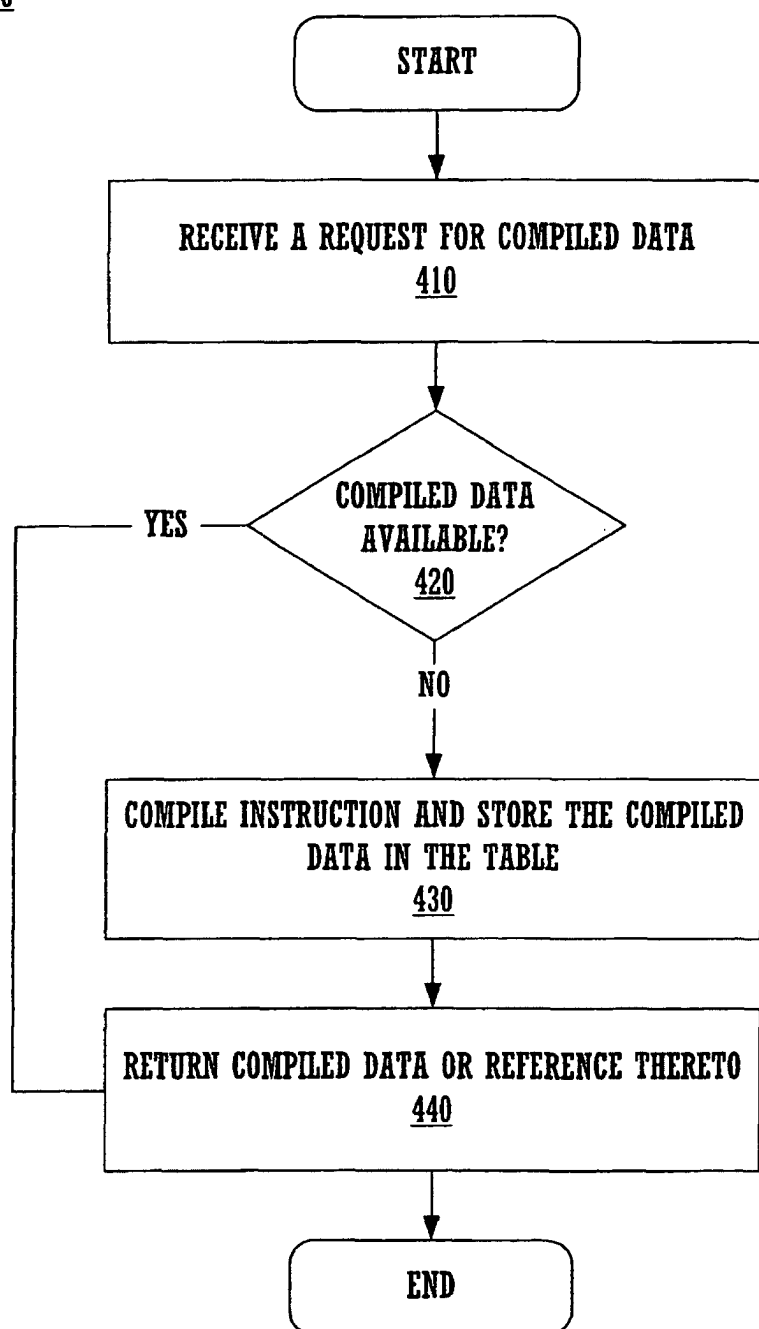 START
RECEIVE A REQUEST FOR COMPILED DATA
410
COMPILED DATA
AVAILABLE?
420
YES
NO
COMPILE INSTRUCTION AND STORE THE COMPILED
DATA IN THE TABLE
430
RETURN COMPILED DATA OR REFERENCE THERETO
440
END